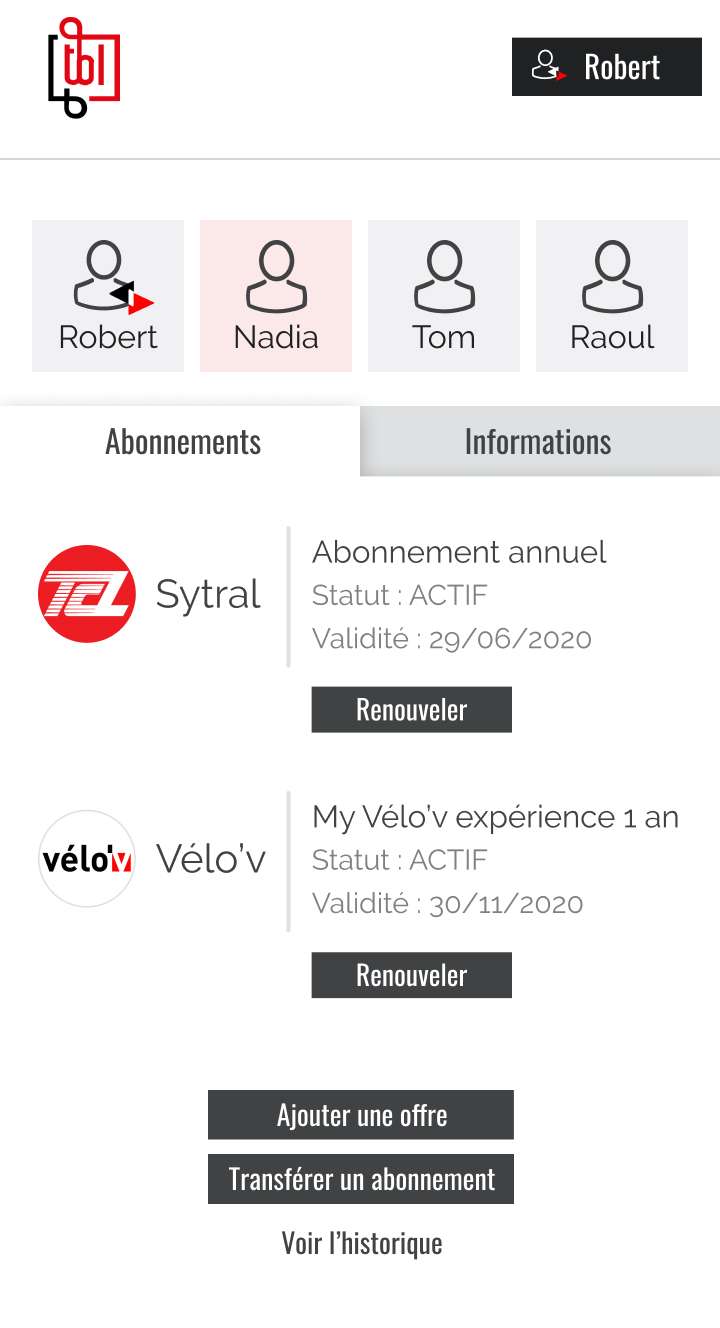 tbl
Robert
Robert
Nadia
Tom
Raoul
Abonnements
Informations
TCL
Sytral
Abonnement annuel
Statut : ACTIF
Validité : 29/06/2020
Renouveler
vélo'v
Vélo'v
My Vélo'v expérience 1 an
Statut : ACTIF
Validité : 30/11/2020
Renouveler
Ajouter une offre
Transférer un abonnement
Voir l'historique